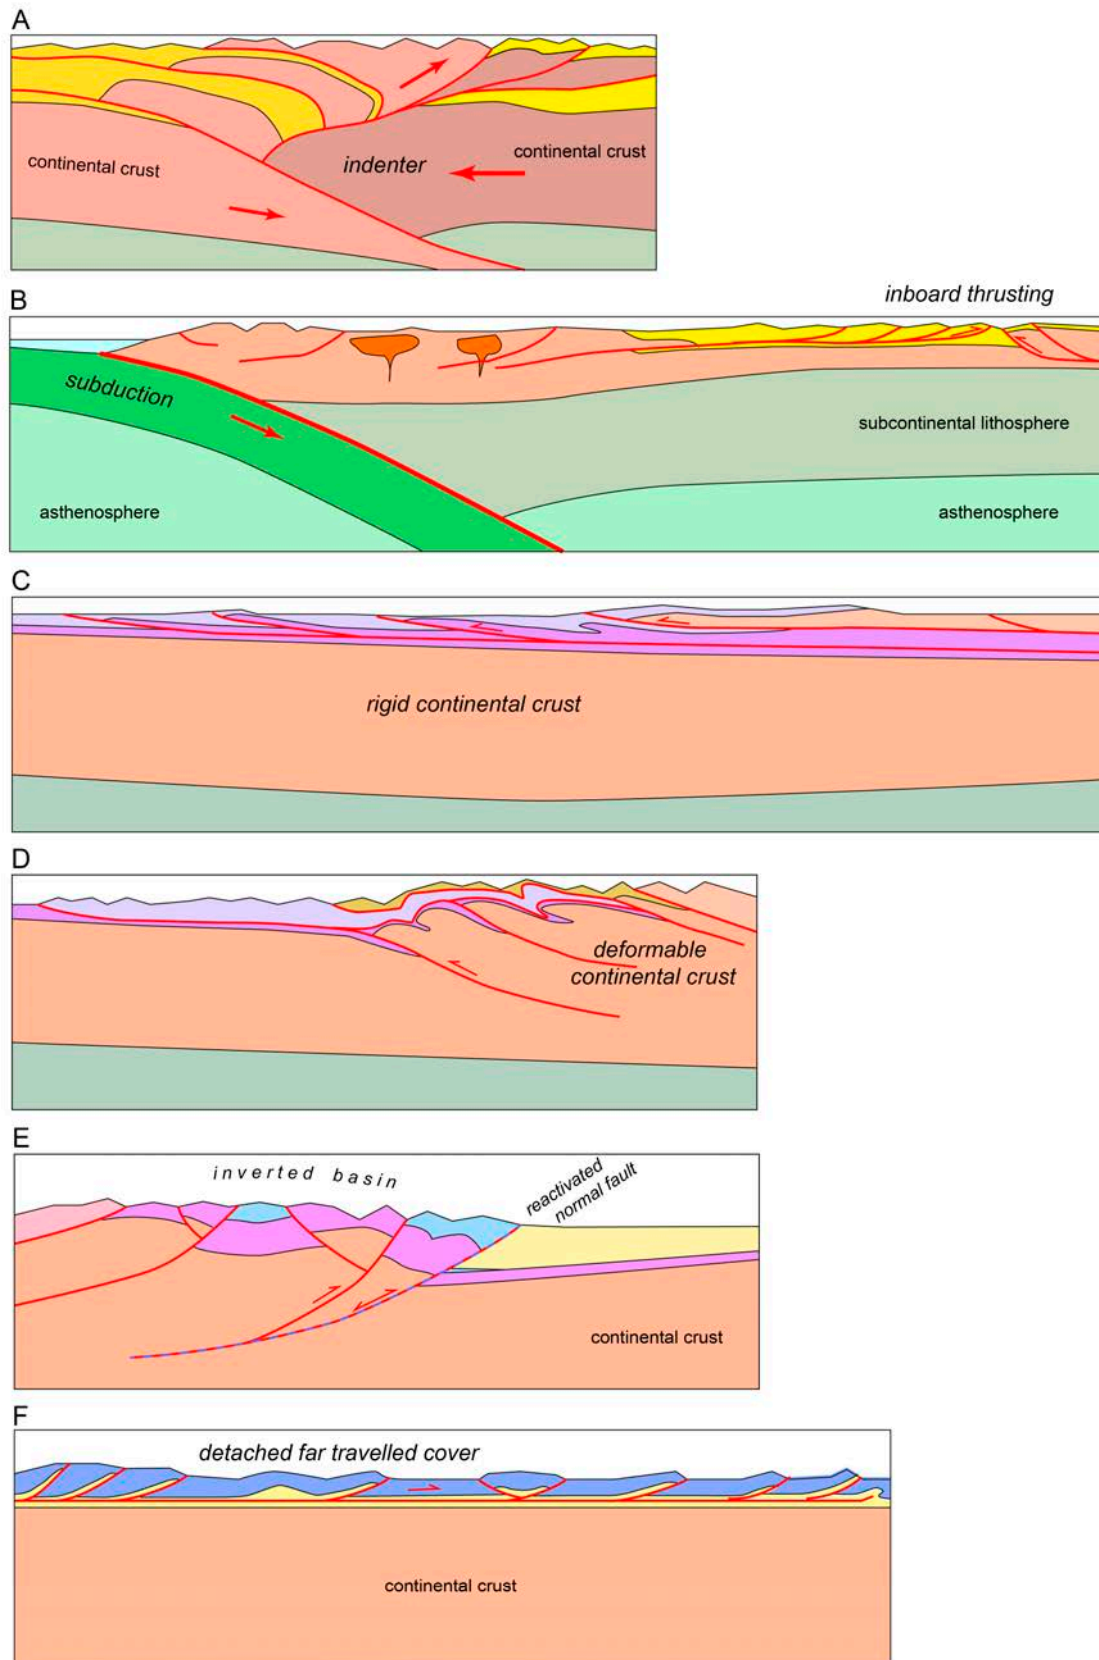 A
continental crust
indenter
continental crust
B
inboard thrusting
subduction
subcontinental lithosphere
asthenosphere
asthenosphere
C
rigid continental crust
D
deformable
continental crust
E
inverted basin
reactivated
normal fault
continental crust
F
detached far travelled cover
continental crust